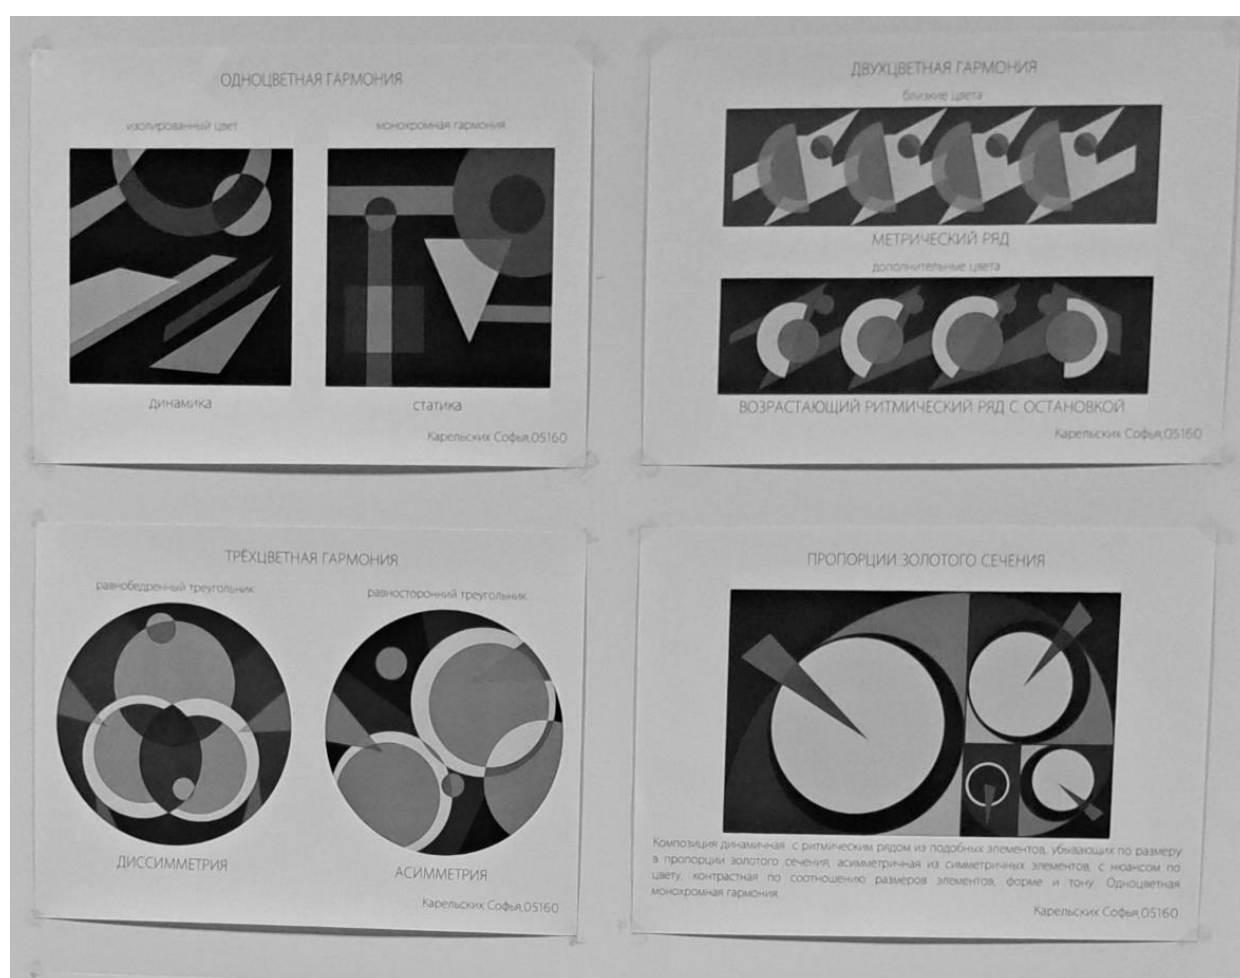 ОДНОЦВЕТНАЯ ГАРМОНИЯ
изолированный цвет
монохромная гармония
динамика
статика
Карельских Софья,05160
ДВУХЦВЕТНАЯ ГАРМОНИЯ
близкие цвета
МЕТРИЧЕСКИЙ РЯД
дополнительные цвета
ВОЗРАСТАЮЩИЙ РИТМИЧЕСКИЙ РЯД С ОСТАНОВКОЙ
Карельских Софья,05160
ТРЁХЦВЕТНАЯ ГАРМОНИЯ
равнобедренный треугольник
равносторонний треугольник
ДИССИММЕТРИЯ
АСИММЕТРИЯ
Карельских Софья,05160
ПРОПОРЦИИ ЗОЛОТОГО СЕЧЕНИЯ
Композиция динамичная с ритмическим рядом из подобных элементов, убывающих по размеру
в пропорции золотого сечения, асимметричная из симметричных элементов, с нюансом по
цвету, контрастная по соотношению размеров элементов, форме и тону. Одноцветная
монохромная гармония.
Карельских Софья,05160